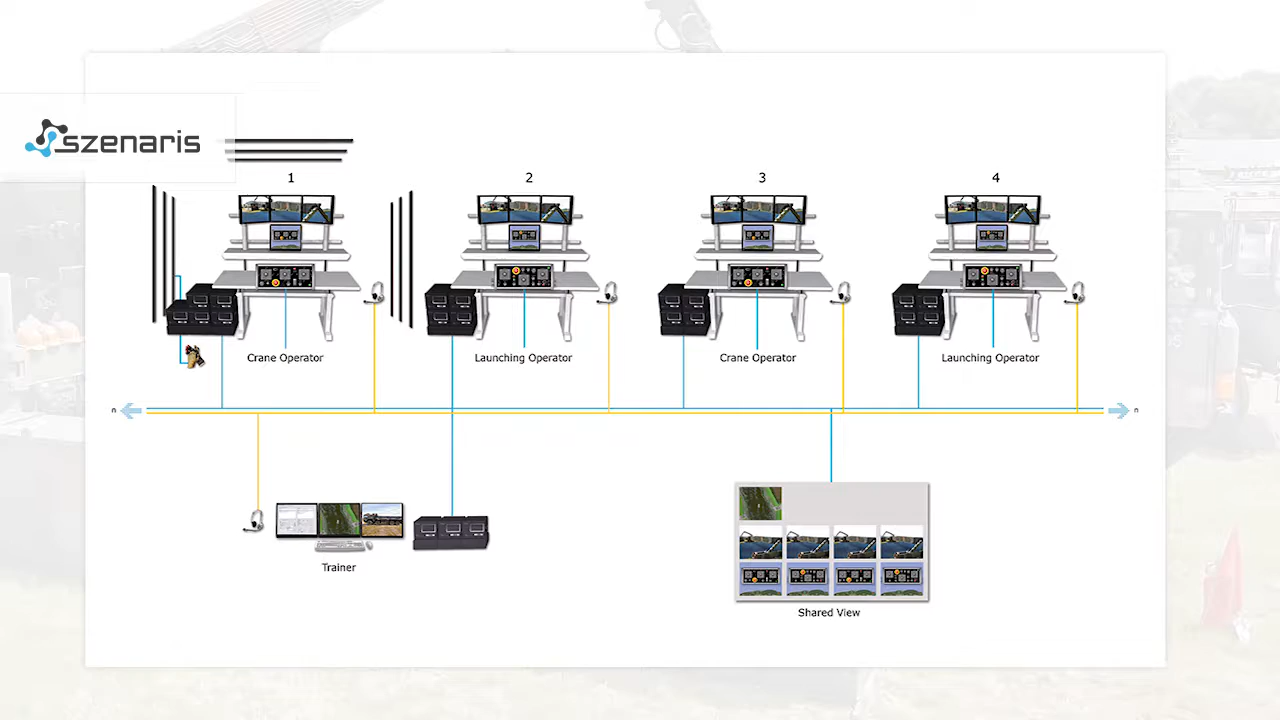 szenaris
1 2 3 4
Crane Operator Launching Operator Crane Operator Launching Operator
n n
Trainer
Shared View